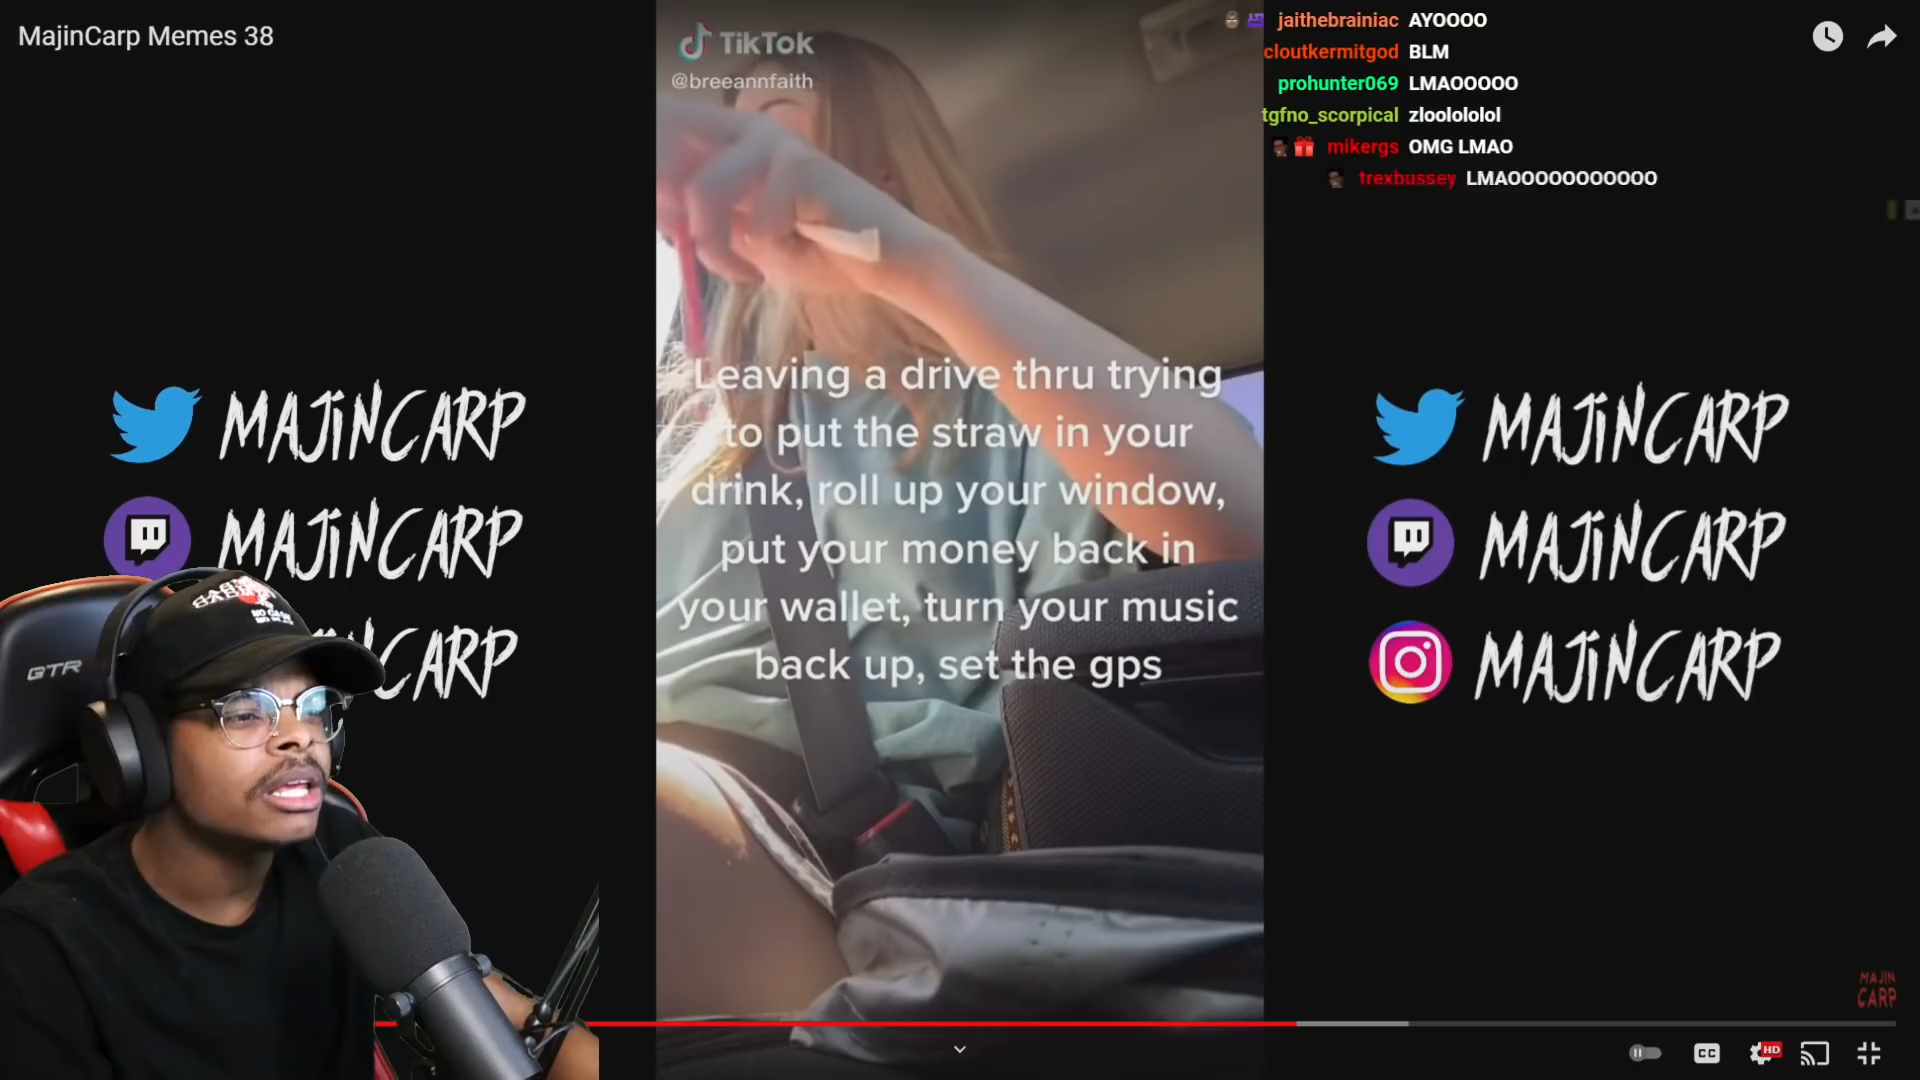 MajinCarp Memes 38
TikTok
@breeannfaith
jaithebrainiac AYOOOO
cloutkermitgod BLM
prohunter069 LMAOOOOO
tgfno_scorpical zloolololol
mikergs OMG LMAO
trexbussey LMAOOOOOOOOOOO
Leaving a drive thru trying
to put the straw in your
drink, roll up your window,
put your money back in
your wallet, turn your music
back up, set the gps
MAJiNCARP
MAJiNCARP
CARP
MAJiNCARP
MAJiNCARP
MAJiNCARP
GTR
MAJIN
CARP
CC
HD